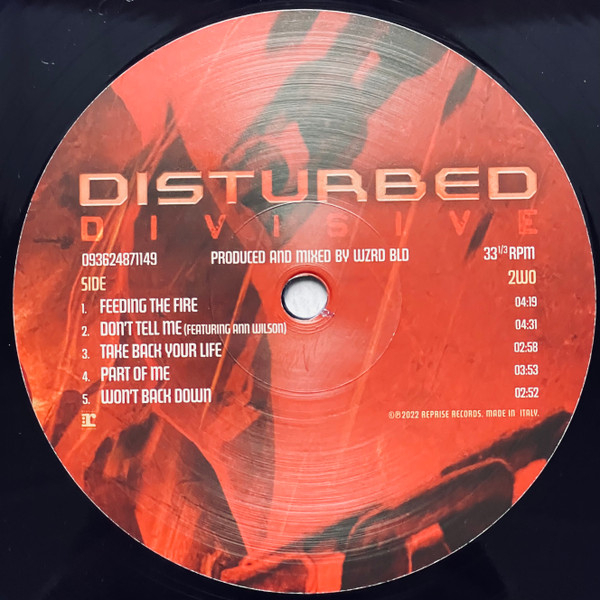 DISTURBED
DIVISIVE
093624871149 PRODUCED AND MIXED BY WZRD BLD 33 1/3 RPM
SIDE 2WO
1. FEEDING THE FIRE 04:19
2. DON'T TELL ME (FEATURING ANN WILSON) 04:31
3. TAKE BACK YOUR LIFE 02:58
4. PART OF ME 03:53
5. WON'T BACK DOWN 02:52
r ©℗2022 REPRISE RECORDS. MADE IN ITALY.